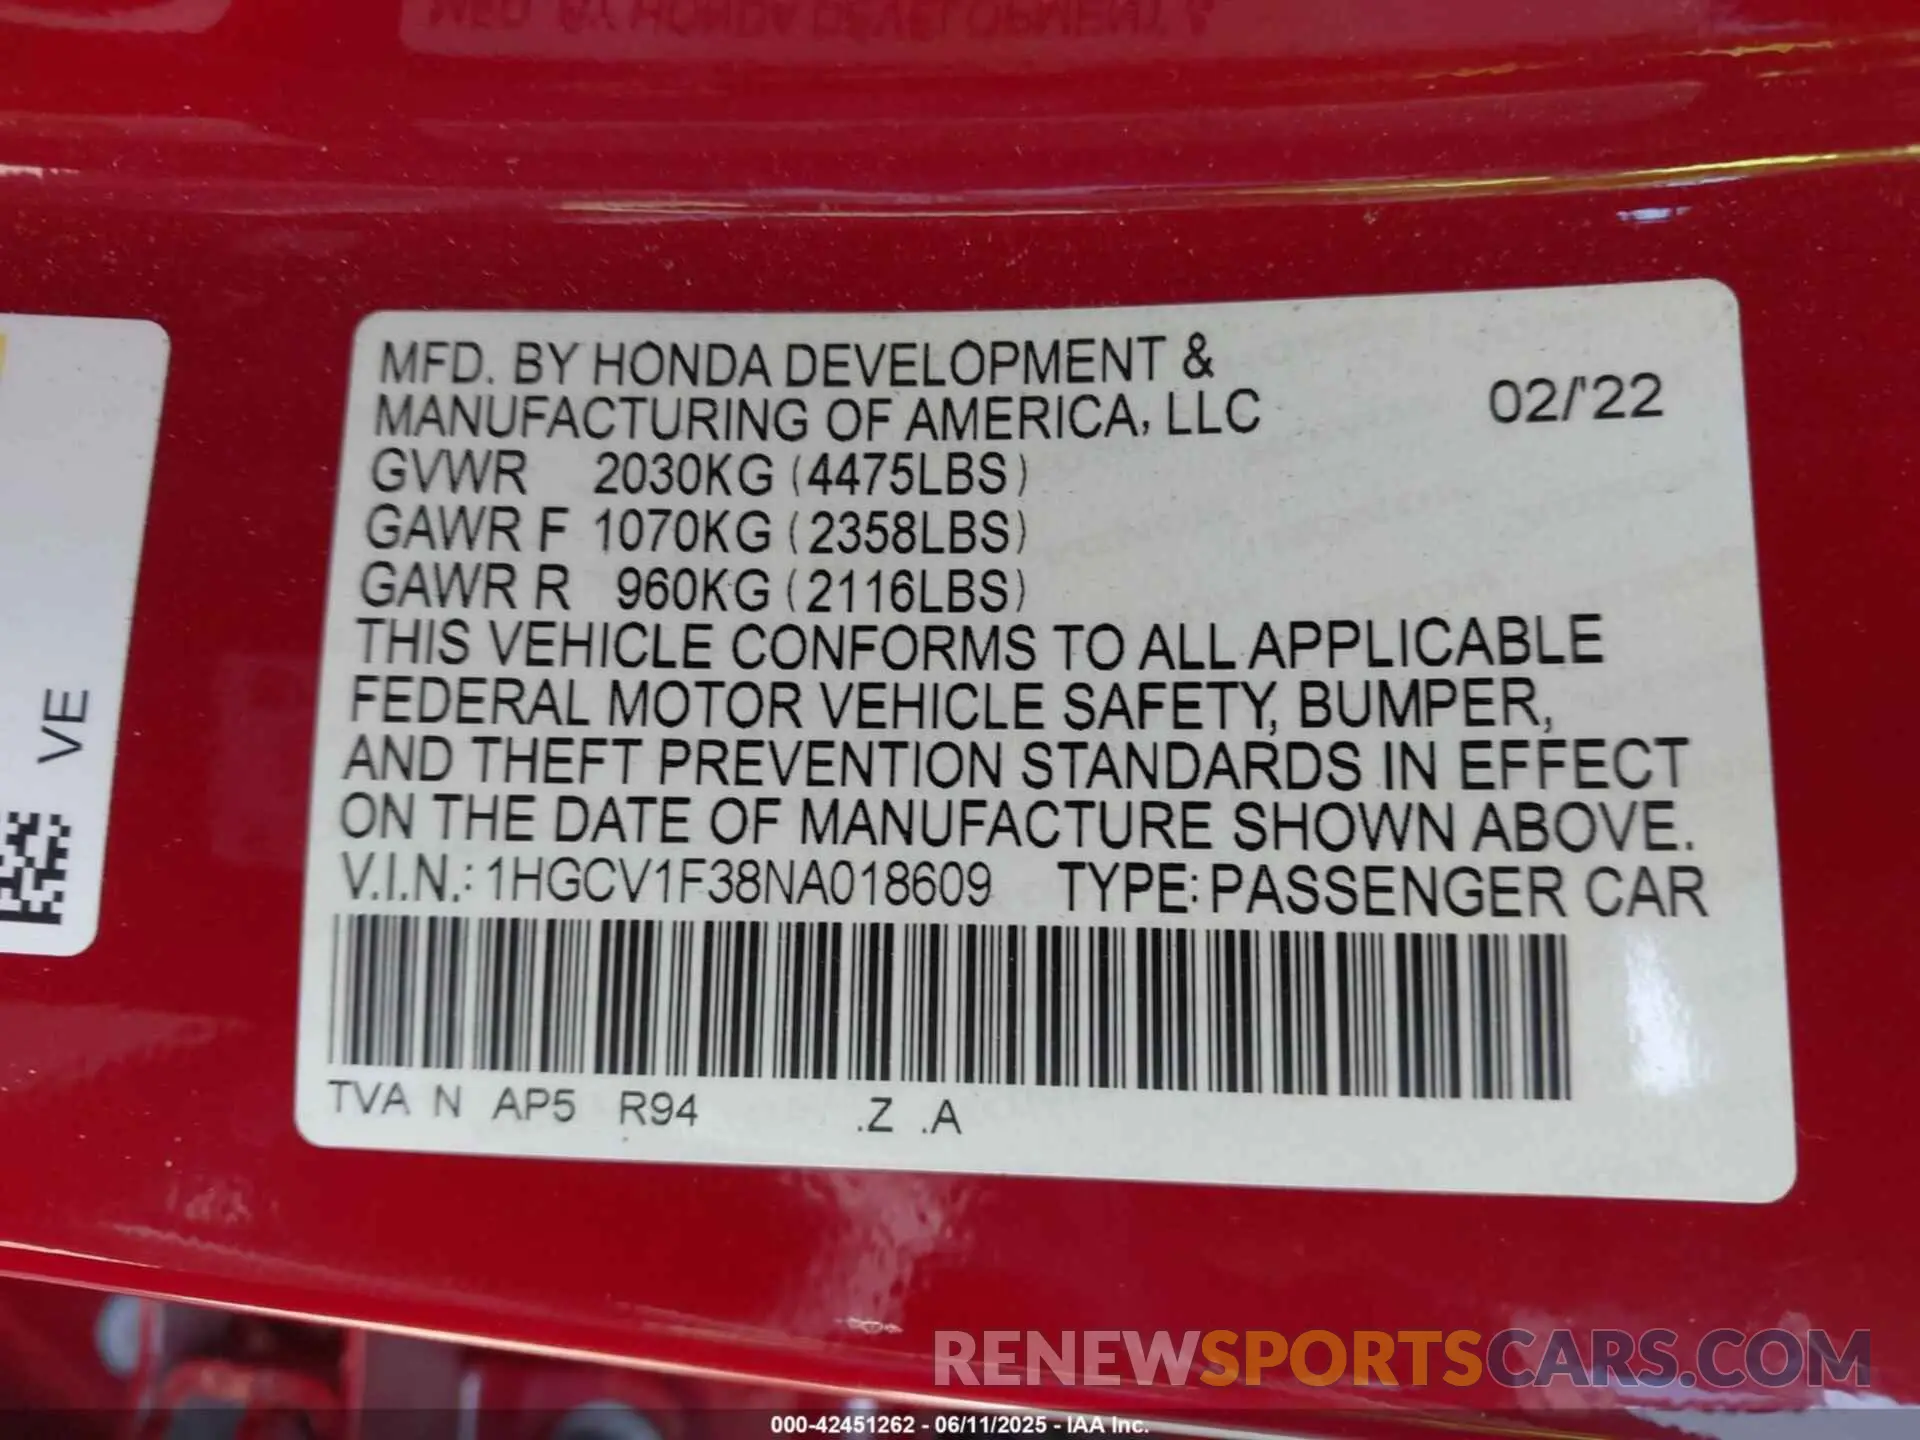 MFD. BY HONDA DEVELOPMENT &
MANUFACTURING OF AMERICA, LLC 02/'22
GVWR 2030KG (4475LBS)
GAWR F 1070KG (2358LBS)
GAWR R 960KG (2116LBS)
THIS VEHICLE CONFORMS TO ALL APPLICABLE
FEDERAL MOTOR VEHICLE SAFETY, BUMPER,
AND THEFT PREVENTION STANDARDS IN EFFECT
ON THE DATE OF MANUFACTURE SHOWN ABOVE.
V.I.N.: 1HGCV1F38NA018609 TYPE: PASSENGER CAR
TVA N AP5 R94 .Z .A
VE
RENEWSPORTSCARS.COM
000-42451262 - 06/11/2025 - IAA Inc.